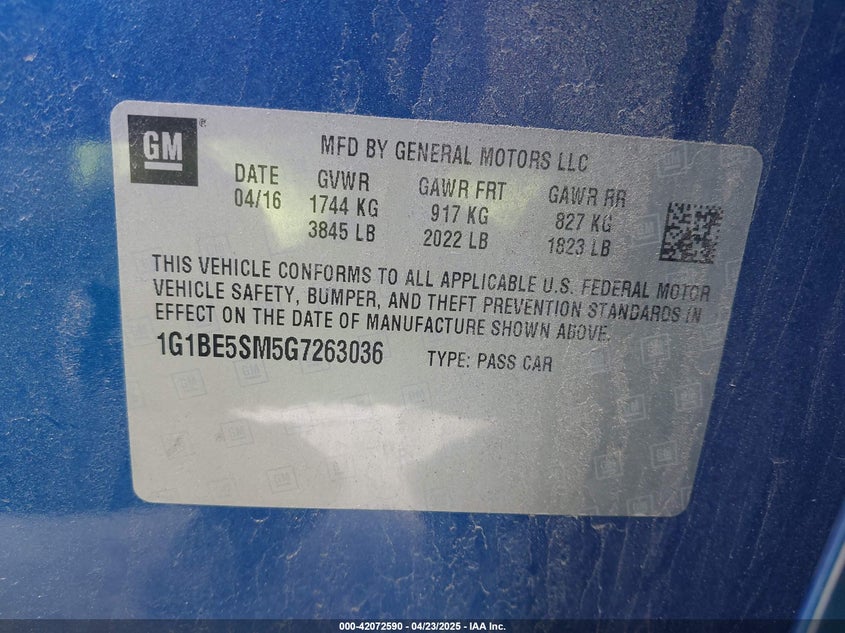 GM®
MFD BY GENERAL MOTORS LLC
DATE GVWR GAWR FRT GAWR RR
04/16 1744 KG 917 KG 827 KG
3845 LB 2022 LB 1823 LB
THIS VEHICLE CONFORMS TO ALL APPLICABLE U.S. FEDERAL MOTOR
VEHICLE SAFETY, BUMPER, AND THEFT PREVENTION STANDARDS IN
EFFECT ON THE DATE OF MANUFACTURE SHOWN ABOVE.
1G1BE5SM5G7263036 TYPE: PASS CAR
000-42072590 - 04/23/2025 - IAA Inc.